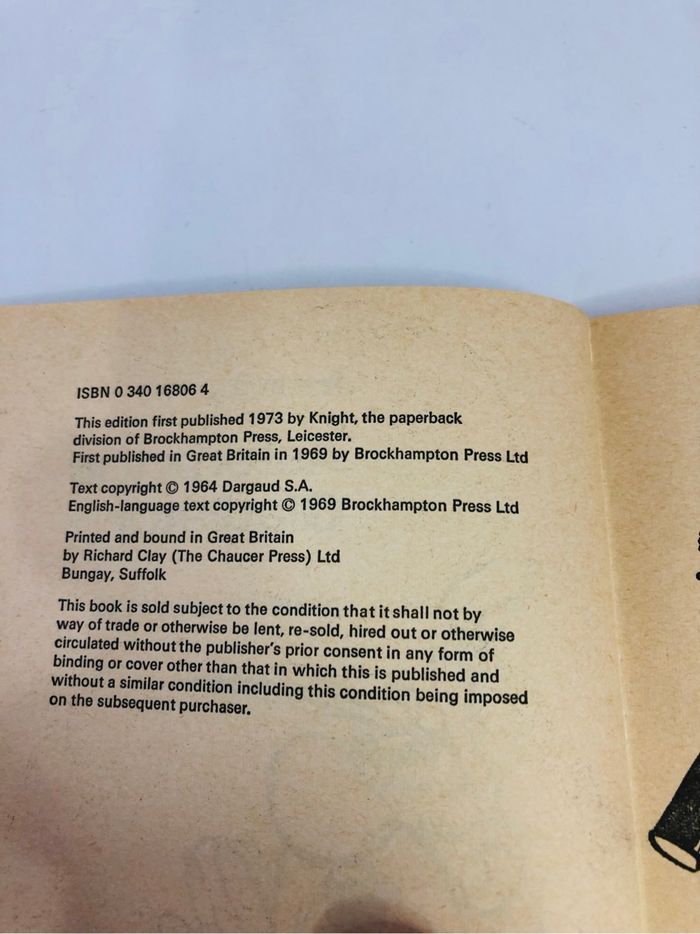 ISBN 0 340 16806 4
This edition first published 1973 by Knight, the paperback
division of Brockhampton Press, Leicester.
First published in Great Britain in 1969 by Brockhampton Press Ltd
Text copyright © 1964 Dargaud S.A.
English-language text copyright © 1969 Brockhampton Press Ltd
Printed and bound in Great Britain
by Richard Clay (The Chaucer Press) Ltd
Bungay, Suffolk
This book is sold subject to the condition that it shall not by
way of trade or otherwise be lent, re-sold, hired out or otherwise
circulated without the publisher's prior consent in any form of
binding or cover other than that in which this is published and
without a similar condition including this condition being imposed
on the subsequent purchaser.